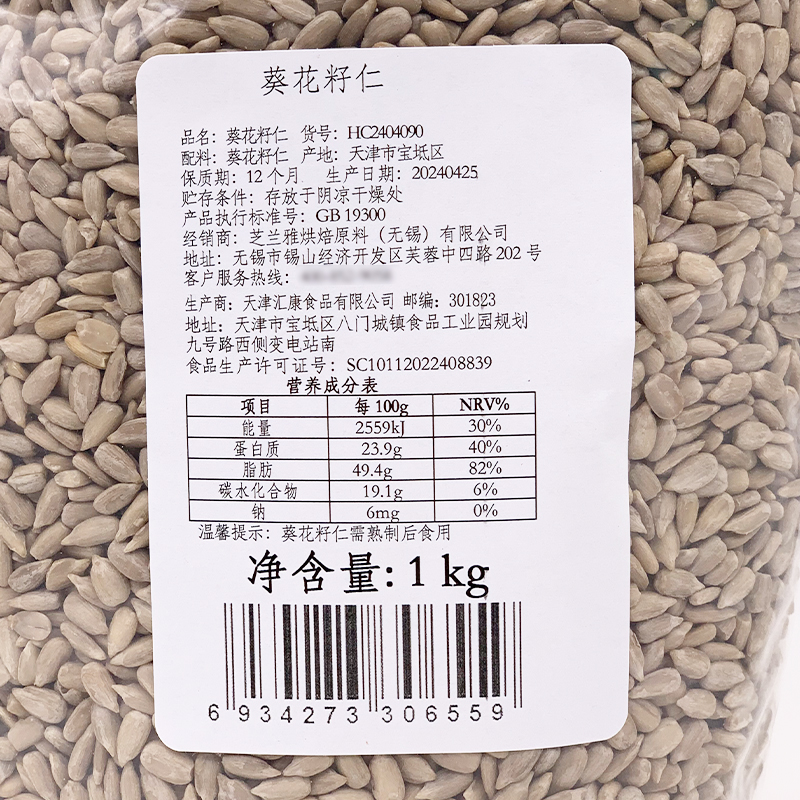 葵花籽仁
品名：葵花籽仁 货号：HC2404090
配料：葵花籽仁 产地：天津市宝坻区
保质期：12个月 生产日期：20240425
贮存条件：存放于阴凉干燥处
产品执行标准号：GB 19300
经销商：芝兰雅烘焙原料（无锡）有限公司
地址：无锡市锡山经济开发区芙蓉中四路202号
客户服务热线：
生产商：天津汇康食品有限公司 邮编：301823
地址：天津市宝坻区八门城镇食品工业园规划
九号路西侧变电站南
食品生产许可证号：SC10112022408839
营养成分表
项目 每100g NRV%
能量 2559kJ 30%
蛋白质 23.9g 40%
脂肪 49.4g 82%
碳水化合物 19.1g 6%
钠 6mg 0%
温馨提示：葵花籽仁需熟制后食用
净含量: 1 kg
6 934273 306559